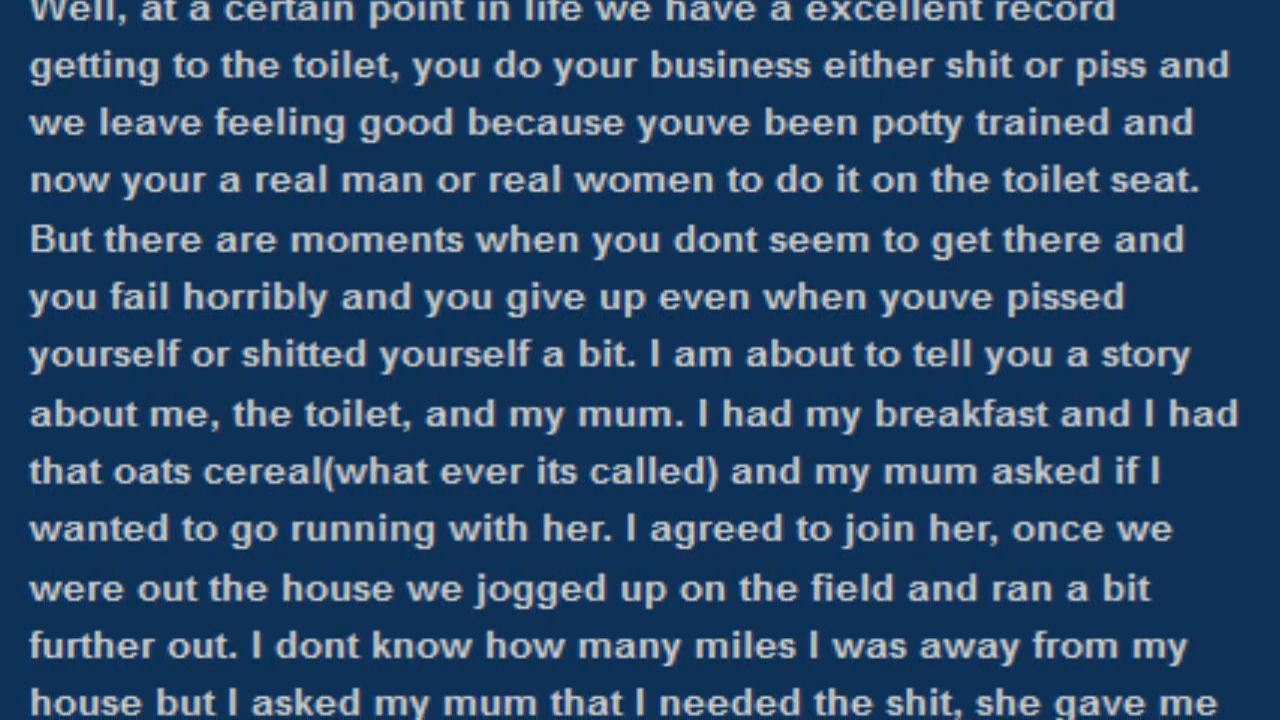 Well, at a certain point in life we have a excellent record
getting to the toilet, you do your business either shit or piss and
we leave feeling good because youve been potty trained and
now your a real man or real women to do it on the toilet seat.
But there are moments when you dont seem to get there and
you fail horribly and you give up even when youve pissed
yourself or shitted yourself a bit. I am about to tell you a story
about me, the toilet, and my mum. I had my breakfast and I had
that oats cereal(what ever its called) and my mum asked if I
wanted to go running with her. I agreed to join her, once we
were out the house we jogged up on the field and ran a bit
further out. I dont know how many miles I was away from my
house but I asked my mum that I needed the shit, she gave me